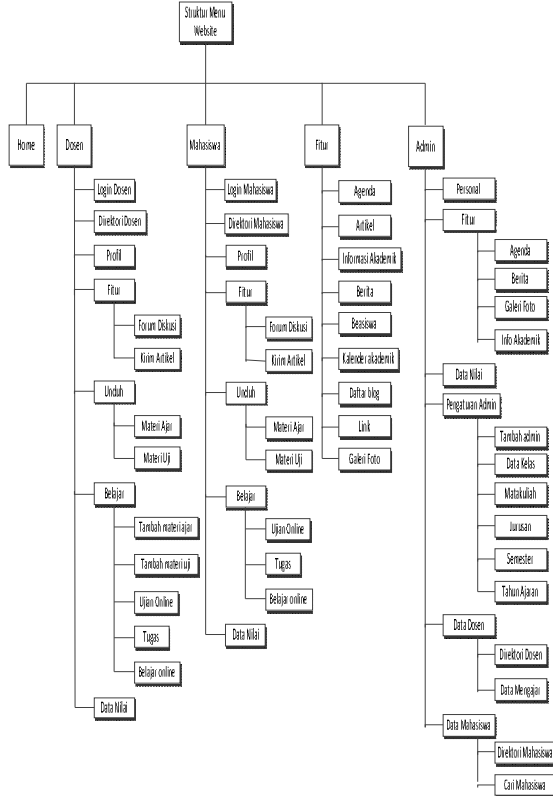 Struktur Menu
Website
Home
Dosen
Mahasiswa
Fitur
Admin
Login Dosen
Direktori Dosen
Profil
Fitur
Forum Diskusi
Kirim Artikel
Unduh
Materi Ajar
Materi Uji
Belajar
Tambah materi ajar
Tambah materi uji
Ujian Online
Tugas
Belajar online
Data Nilai
Login Mahasiswa
Direktori Mahasiswa
Profil
Fitur
Forum Diskusi
Kirim Artikel
Unduh
Materi Ajar
Materi Uji
Belajar
Ujian Online
Tugas
Belajar online
Data Nilai
Agenda
Artikel
Informasi Akademik
Berita
Beasiswa
Kalender akademik
Daftar blog
Link
Galeri Foto
Personal
Fitur
Agenda
Berita
Galeri Foto
Info Akademik
Data Nilai
Pengaturan Admin
Tambah admin
Data Kelas
Matakuliah
Jurusan
Semester
Tahun Ajaran
Data Dosen
Direktori Dosen
Data Mengajar
Data Mahasiswa
Direktori Mahasiswa
Cari Mahasiswa